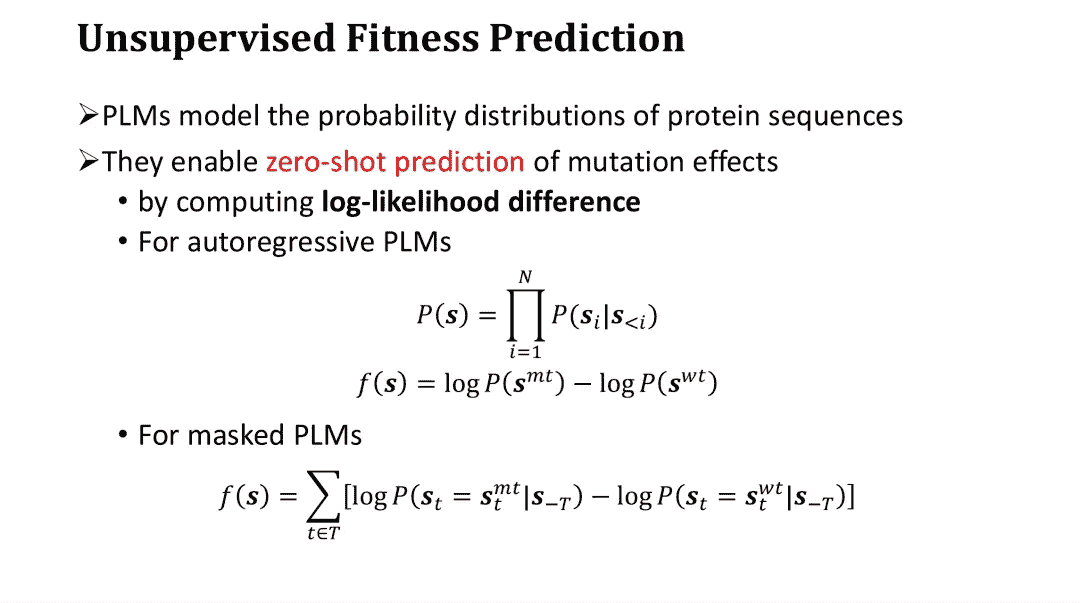 Unsupervised Fitness Prediction
➢PLMs model the probability distributions of protein sequences
➢They enable zero-shot prediction of mutation effects
• by computing log-likelihood difference
• For autoregressive PLMs
P(s) = ∏_{i=1}^{N} P(s_i|s_{<i})
f(s) = log P(s^{mt}) − log P(s^{wt})
• For masked PLMs
f(s) = ∑_{t∈T} [log P(s_t = s_t^{mt}|s_{−T}) − log P(s_t = s_t^{wt}|s_{−T})]